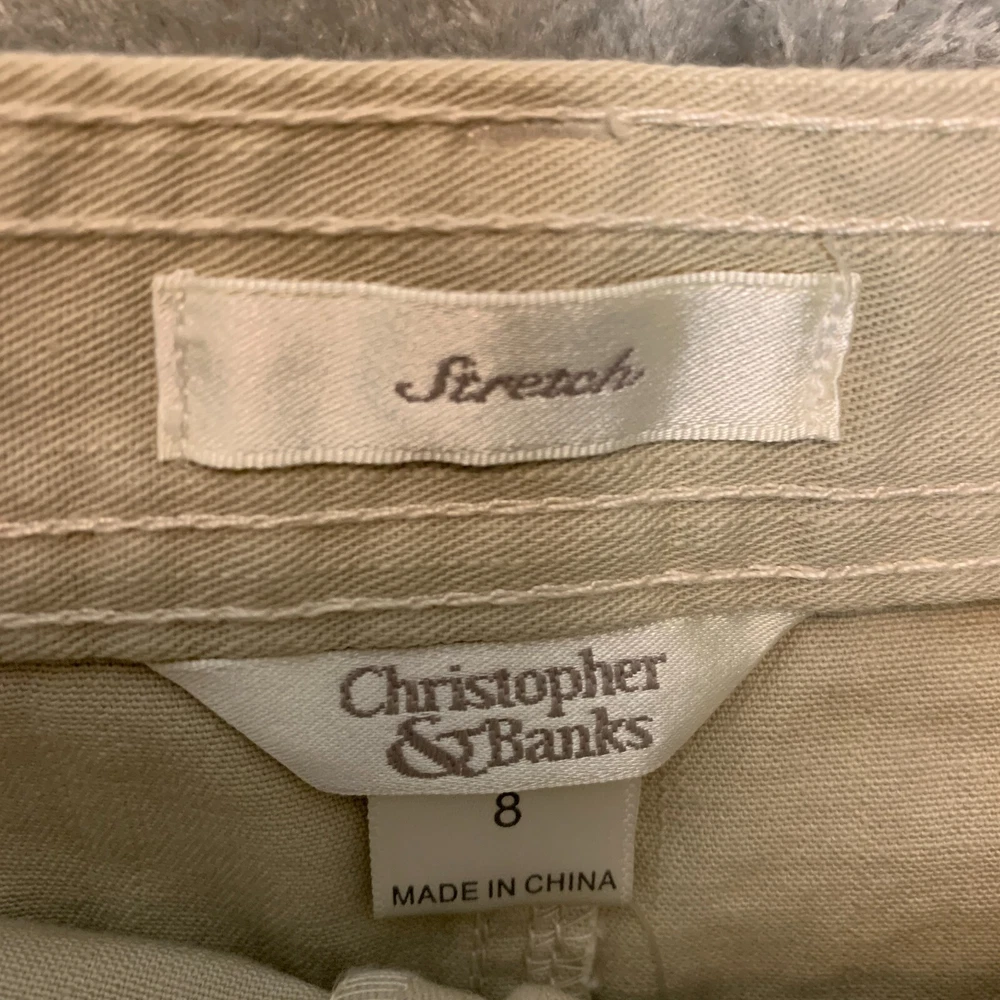 Stretch
Christopher
& Banks
8
MADE IN CHINA